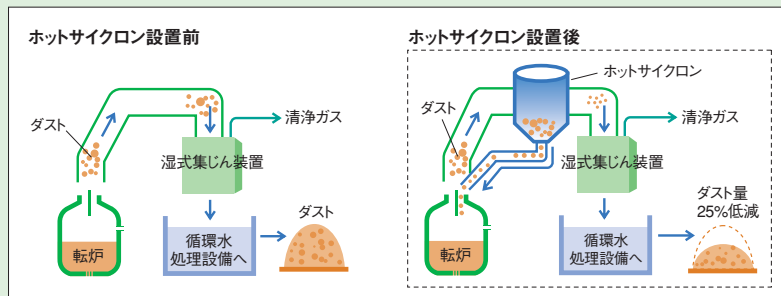 ホットサイクロン設置前
ダスト
清浄ガス
湿式集じん装置
転炉
循環水
処理設備へ
ダスト
ホットサイクロン設置後
ホットサイクロン
ダスト
清浄ガス
湿式集じん装置
転炉
循環水
処理設備へ
ダスト量
25%低減